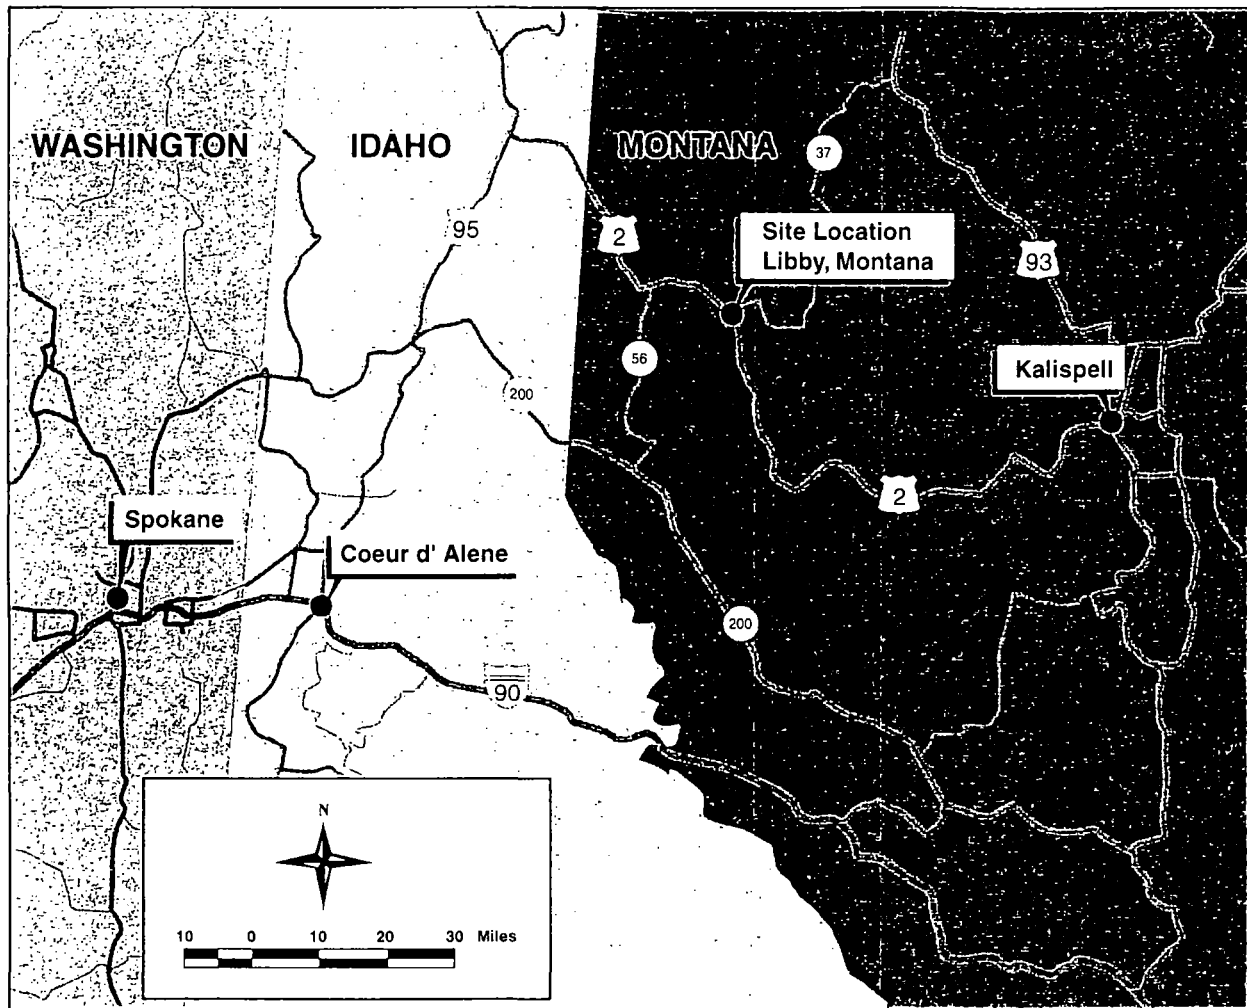 WASHINGTON
IDAHO
MONTANA
37
95
2
Site Location
Libby, Montana
93
56
Kalispell
200
2
Spokane
Coeur d' Alene
200
90
N
10 0 10 20 30 Miles